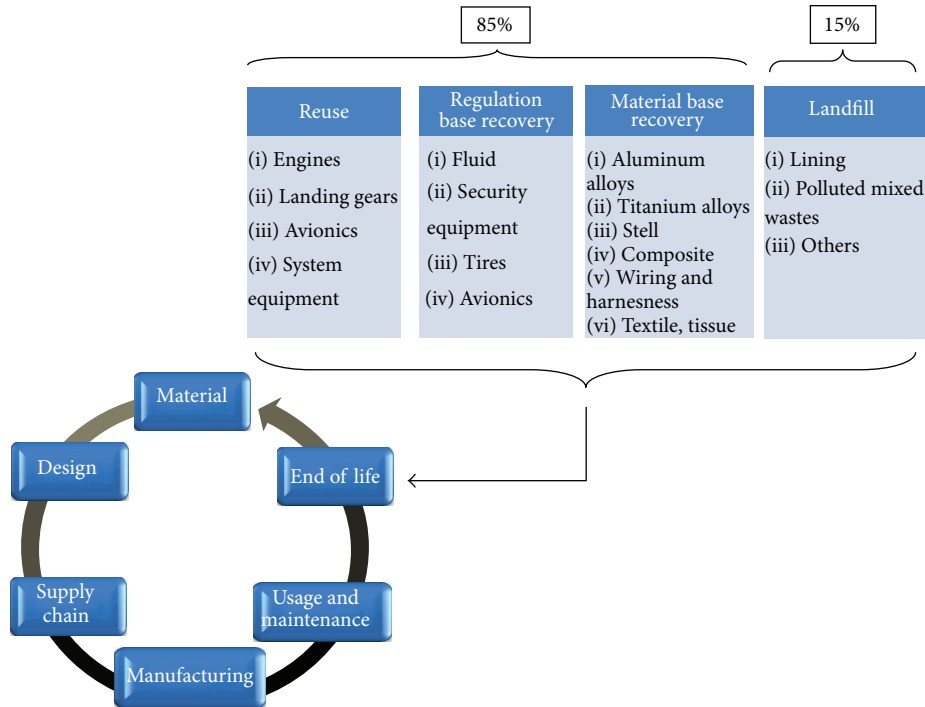 85%
15%
Reuse
(i) Engines
(ii) Landing gears
(iii) Avionics
(iv) System
equipment
Regulation
base recovery
(i) Fluid
(ii) Security
equipment
(iii) Tires
(iv) Avionics
Material base
recovery
(i) Aluminum
alloys
(ii) Titanium alloys
(iii) Stell
(iv) Composite
(v) Wiring and
harnesness
(vi) Textile, tissue
Landfill
(i) Lining
(ii) Polluted mixed
wastes
(iii) Others
Material
Design
End of life
Supply
chain
Usage and
maintenance
Manufacturing